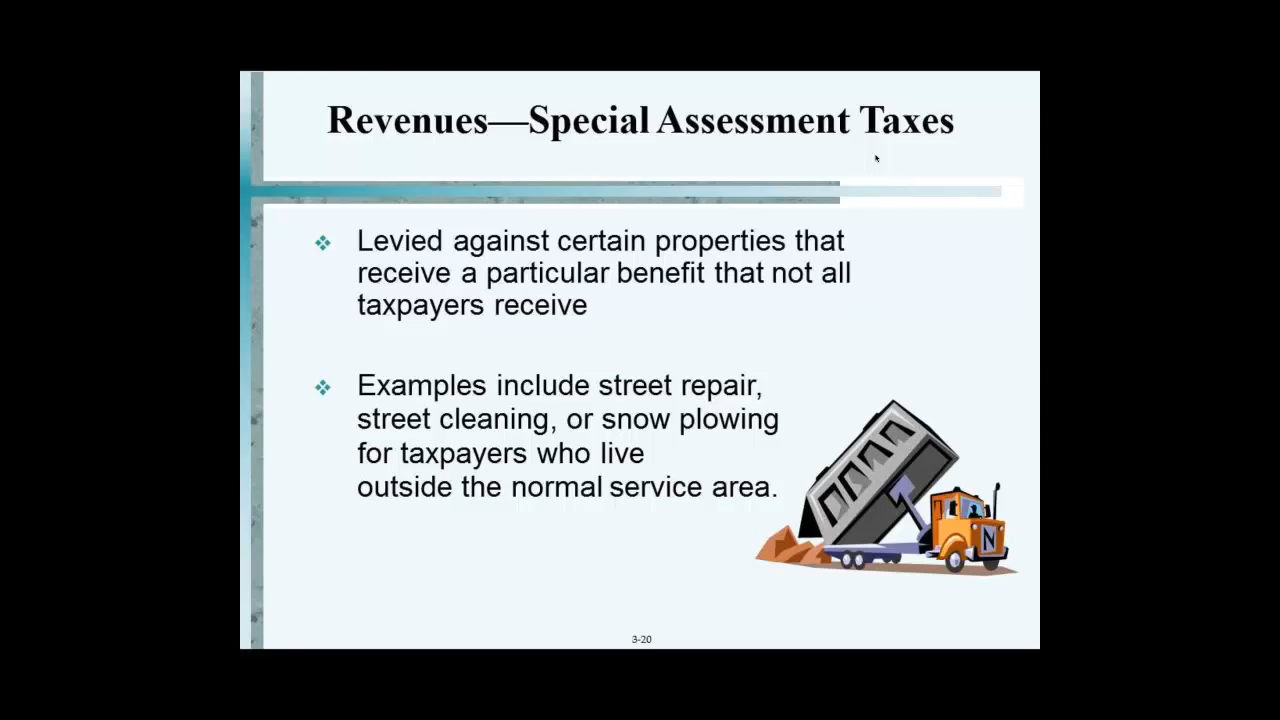 Revenues—Special Assessment Taxes
Levied against certain properties that
receive a particular benefit that not all
taxpayers receive
Examples include street repair,
street cleaning, or snow plowing
for taxpayers who live
outside the normal service area.
N
3-20